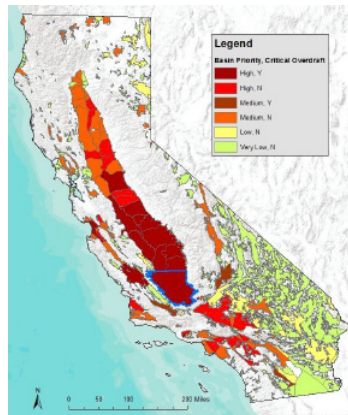 Legend
Basin Priority, Critical Overdraft
High, Y
High, N
Medium, Y
Medium, N
Low, N
Very Low, N
N
0 50 100 200 Miles